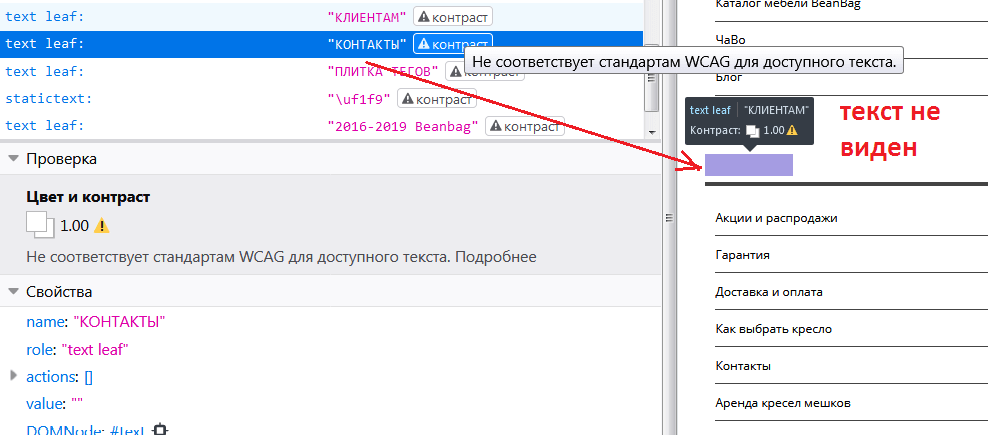 text leaf: "КЛИЕНТАМ" контраст
text leaf: "КОНТАКТЫ" контраст
Не соответствует стандартам WCAG для доступного текста.
text leaf: "ПЛИТКА ТЕГОВ" контраст
statictext: "\uf1f9" контраст
text leaf: "2016-2019 Beanbag" контраст
Проверка
Цвет и контраст
1.00
Не соответствует стандартам WCAG для доступного текста. Подробнее
Свойства
name: "КОНТАКТЫ"
role: "text leaf"
actions: []
value: ""
DOMNode: #text
Каталог мебели BeanBag
ЧаВо
Блог
text leaf "КЛИЕНТАМ"
Контраст: 1.00
текст не
виден
Акции и распродажи
Гарантия
Доставка и оплата
Как выбрать кресло
Контакты
Аренда кресел мешков